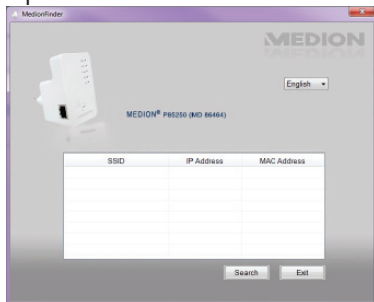 MedionFinder
MEDION
English
MEDION® P85250 (MD 86464)
SSID IP Address MAC Address
Search Exit